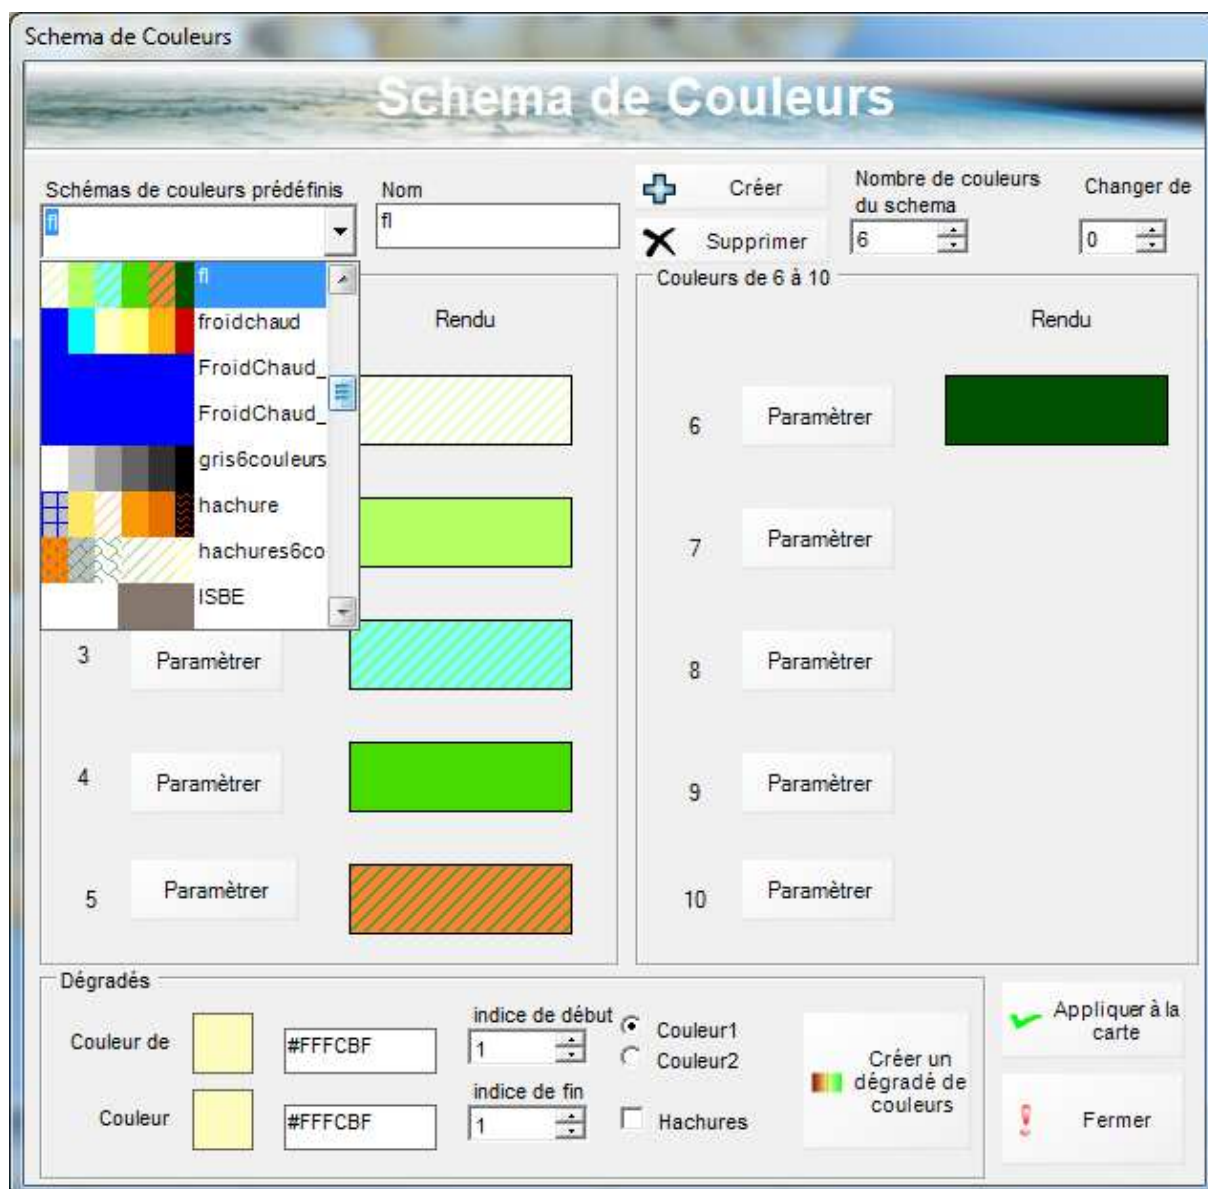 Schema de Couleurs
Schema de Couleurs
Schémas de couleurs prédéfinis
Nom
Créer
Nombre de couleurs
du schema
Changer de
fl
fl
Supprimer
6
0
fl
froidchaud
FroidChaud_
FroidChaud_
gris6couleurs
hachure
hachures6co
ISBE
Rendu
3
Paramètrer
4
Paramètrer
5
Paramètrer
Couleurs de 6 à 10
Rendu
6
Paramètrer
7
Paramètrer
8
Paramètrer
9
Paramètrer
10
Paramètrer
Dégradés
Couleur de
#FFFCBF
Couleur
#FFFCBF
indice de début
1
indice de fin
1
Couleur1
Couleur2
Hachures
Créer un
dégradé de
couleurs
Appliquer à la
carte
Fermer